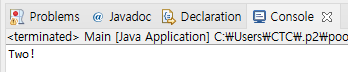 Problems @ Javadoc Declaration Console
<terminated> Main [Java Application] C:₩Users₩CTC₩.p2₩poo
Two!